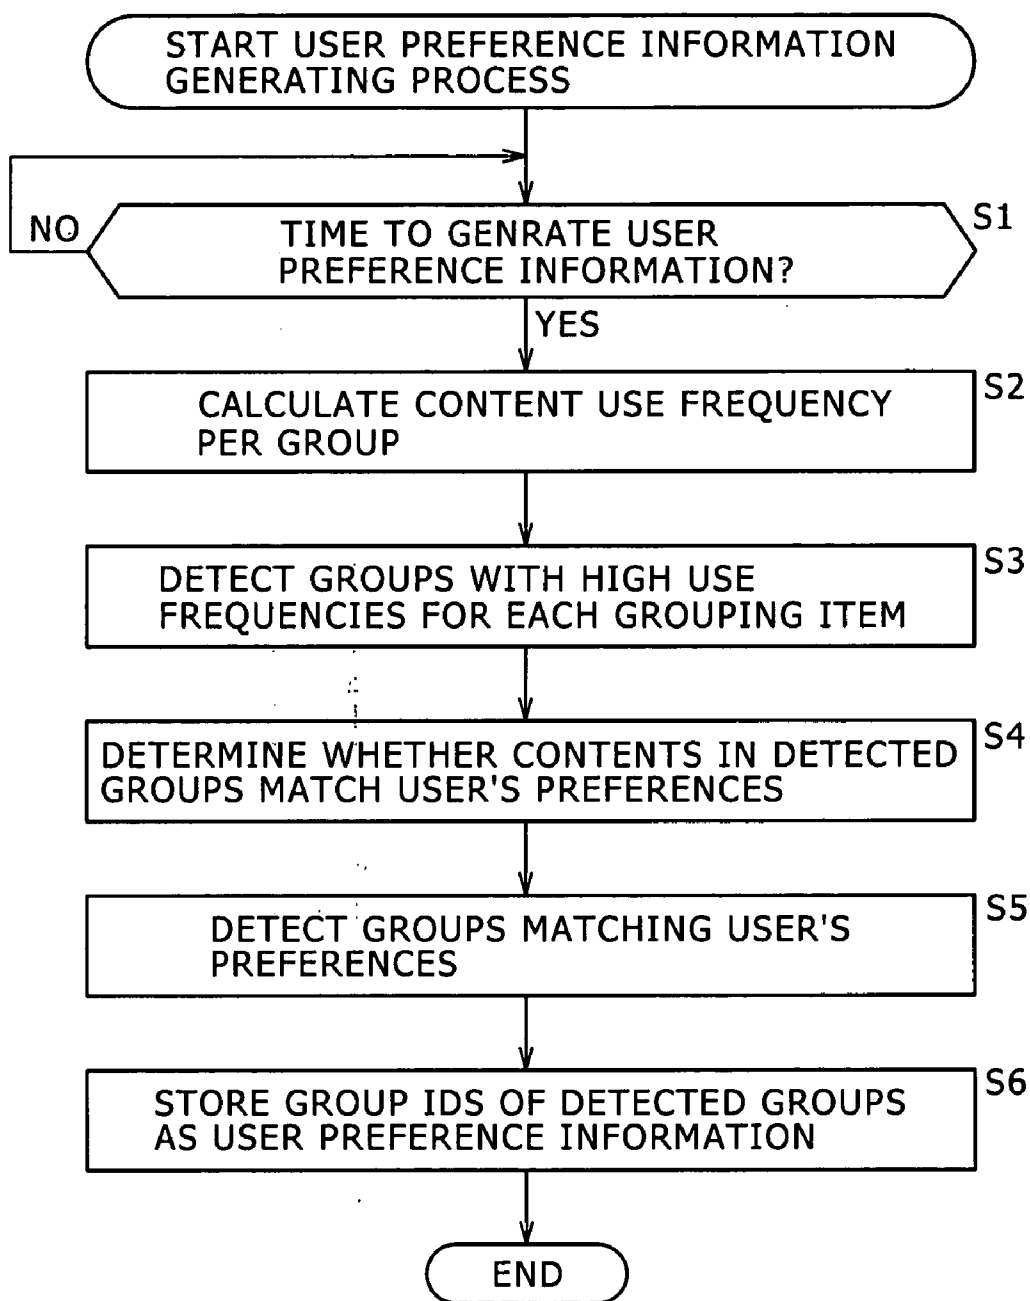 START USER PREFERENCE INFORMATION
GENERATING PROCESS
NO
TIME TO GENRATE USER
PREFERENCE INFORMATION?
S1
YES
CALCULATE CONTENT USE FREQUENCY
PER GROUP
S2
DETECT GROUPS WITH HIGH USE
FREQUENCIES FOR EACH GROUPING ITEM
S3
DETERMINE WHETHER CONTENTS IN DETECTED
GROUPS MATCH USER'S PREFERENCES
S4
DETECT GROUPS MATCHING USER'S
PREFERENCES
S5
STORE GROUP IDS OF DETECTED GROUPS
AS USER PREFERENCE INFORMATION
S6
END